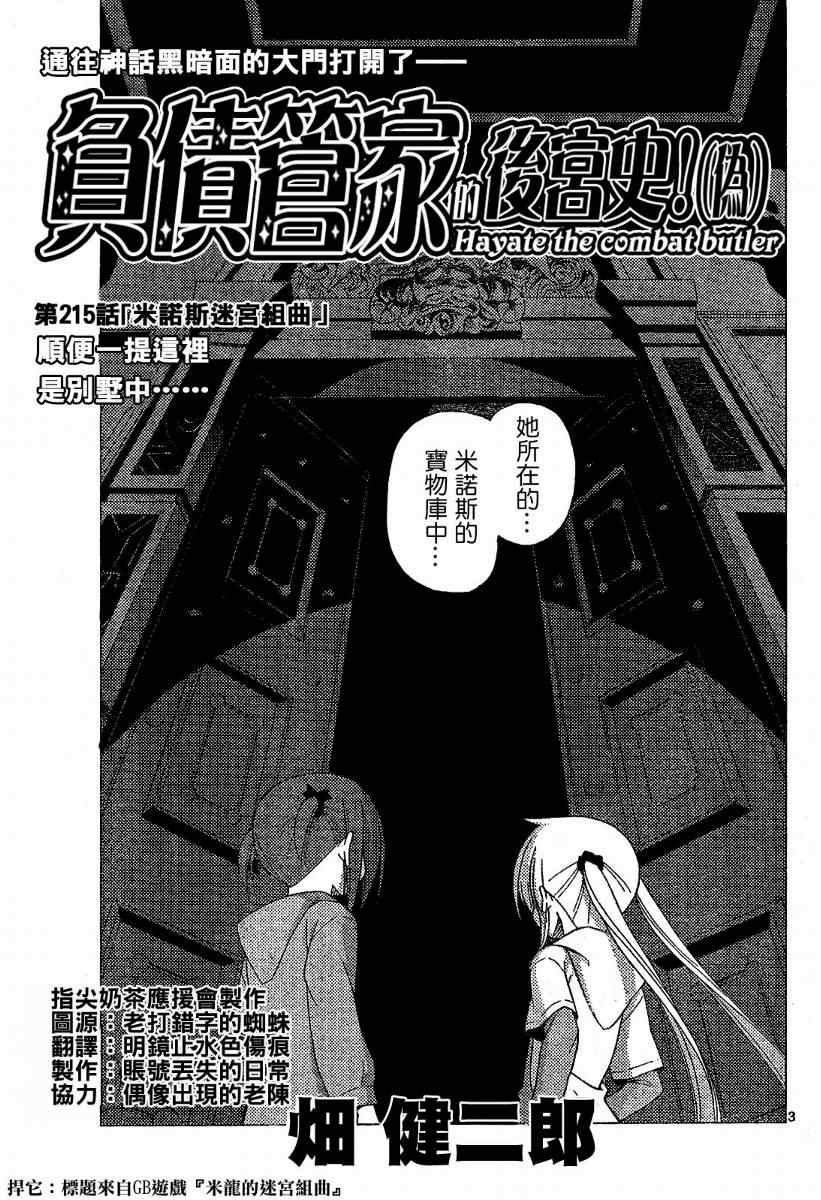 通往神話黑暗面的大門打開了——
負債管家的後宮史！（偽）
Hayate the combat butler
第215話「米諾斯迷宮組曲」
順便一提這裡
是別墅中……
她所在的…
米諾斯的
寶物庫中…
指尖奶茶應援會製作
圖源：老打錯字的蜘蛛
翻譯：明鏡止水色傷痕
製作：賬號丟失的日常
協力：偶像出現的老陳
畑 健二郎
3
捍它：標題來自GB遊戲『米龍的迷宮組曲』